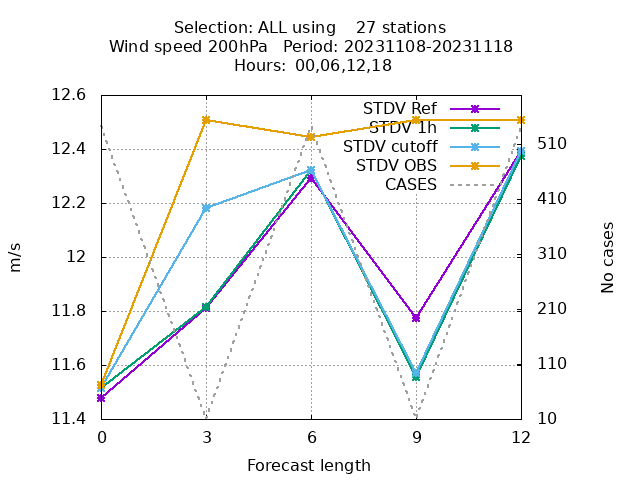 Selection: ALL using    27 stations
Wind speed 200hPa   Period: 20231108-20231118
Hours:  00,06,12,18
12.6
12.4
12.2
12
11.8
11.6
11.4
m/s
STDV Ref
STDV 1h
STDV cutoff
STDV OBS
CASES
510
410
310
210
110
10
No cases
0 3 6 9 12
Forecast length